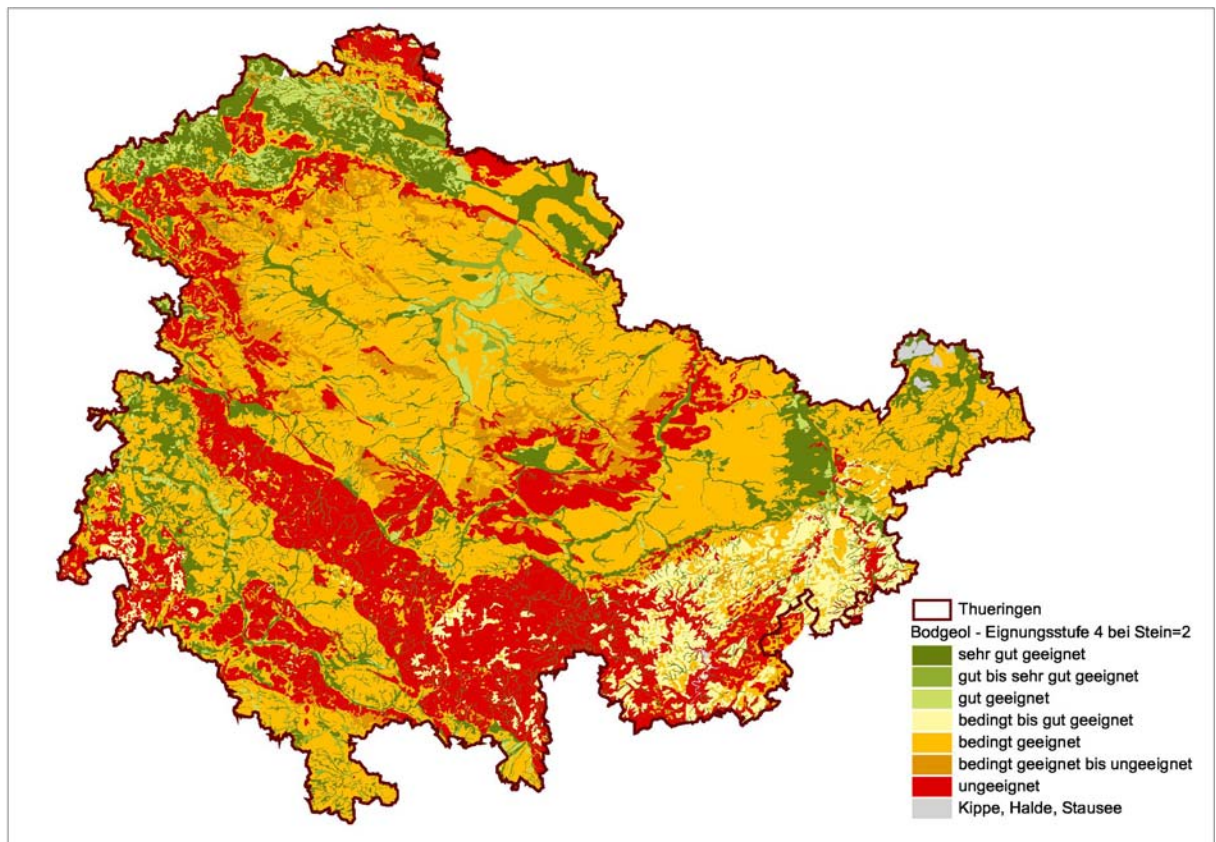 Thueringen
Bodgeol - Eignungsstufe 4 bei Stein=2
sehr gut geeignet
gut bis sehr gut geeignet
gut geeignet
bedingt bis gut geeignet
bedingt geeignet
bedingt geeignet bis ungeeignet
ungeeignet
Kippe, Halde, Stausee